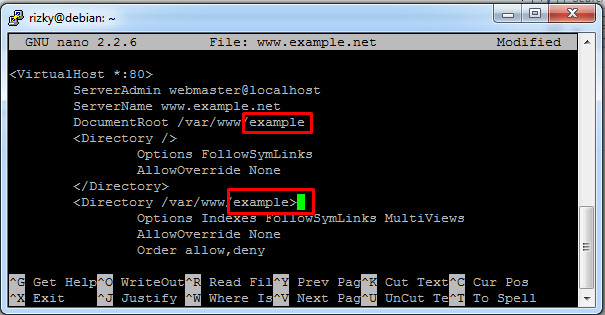 rizky@debian: ~
GNU nano 2.2.6 File: www.example.net Modified
<VirtualHost *:80>
ServerAdmin webmaster@localhost
ServerName www.example.net
DocumentRoot /var/www/example
<Directory />
Options FollowSymLinks
AllowOverride None
</Directory>
<Directory /var/www/example>
Options Indexes FollowSymLinks MultiViews
AllowOverride None
Order allow,deny
^G Get Help^O WriteOut^R Read Fil^Y Prev Pag^K Cut Text^C Cur Pos
^X Exit ^J Justify ^W Where Is^V Next Pag^U UnCut Te^T To Spell